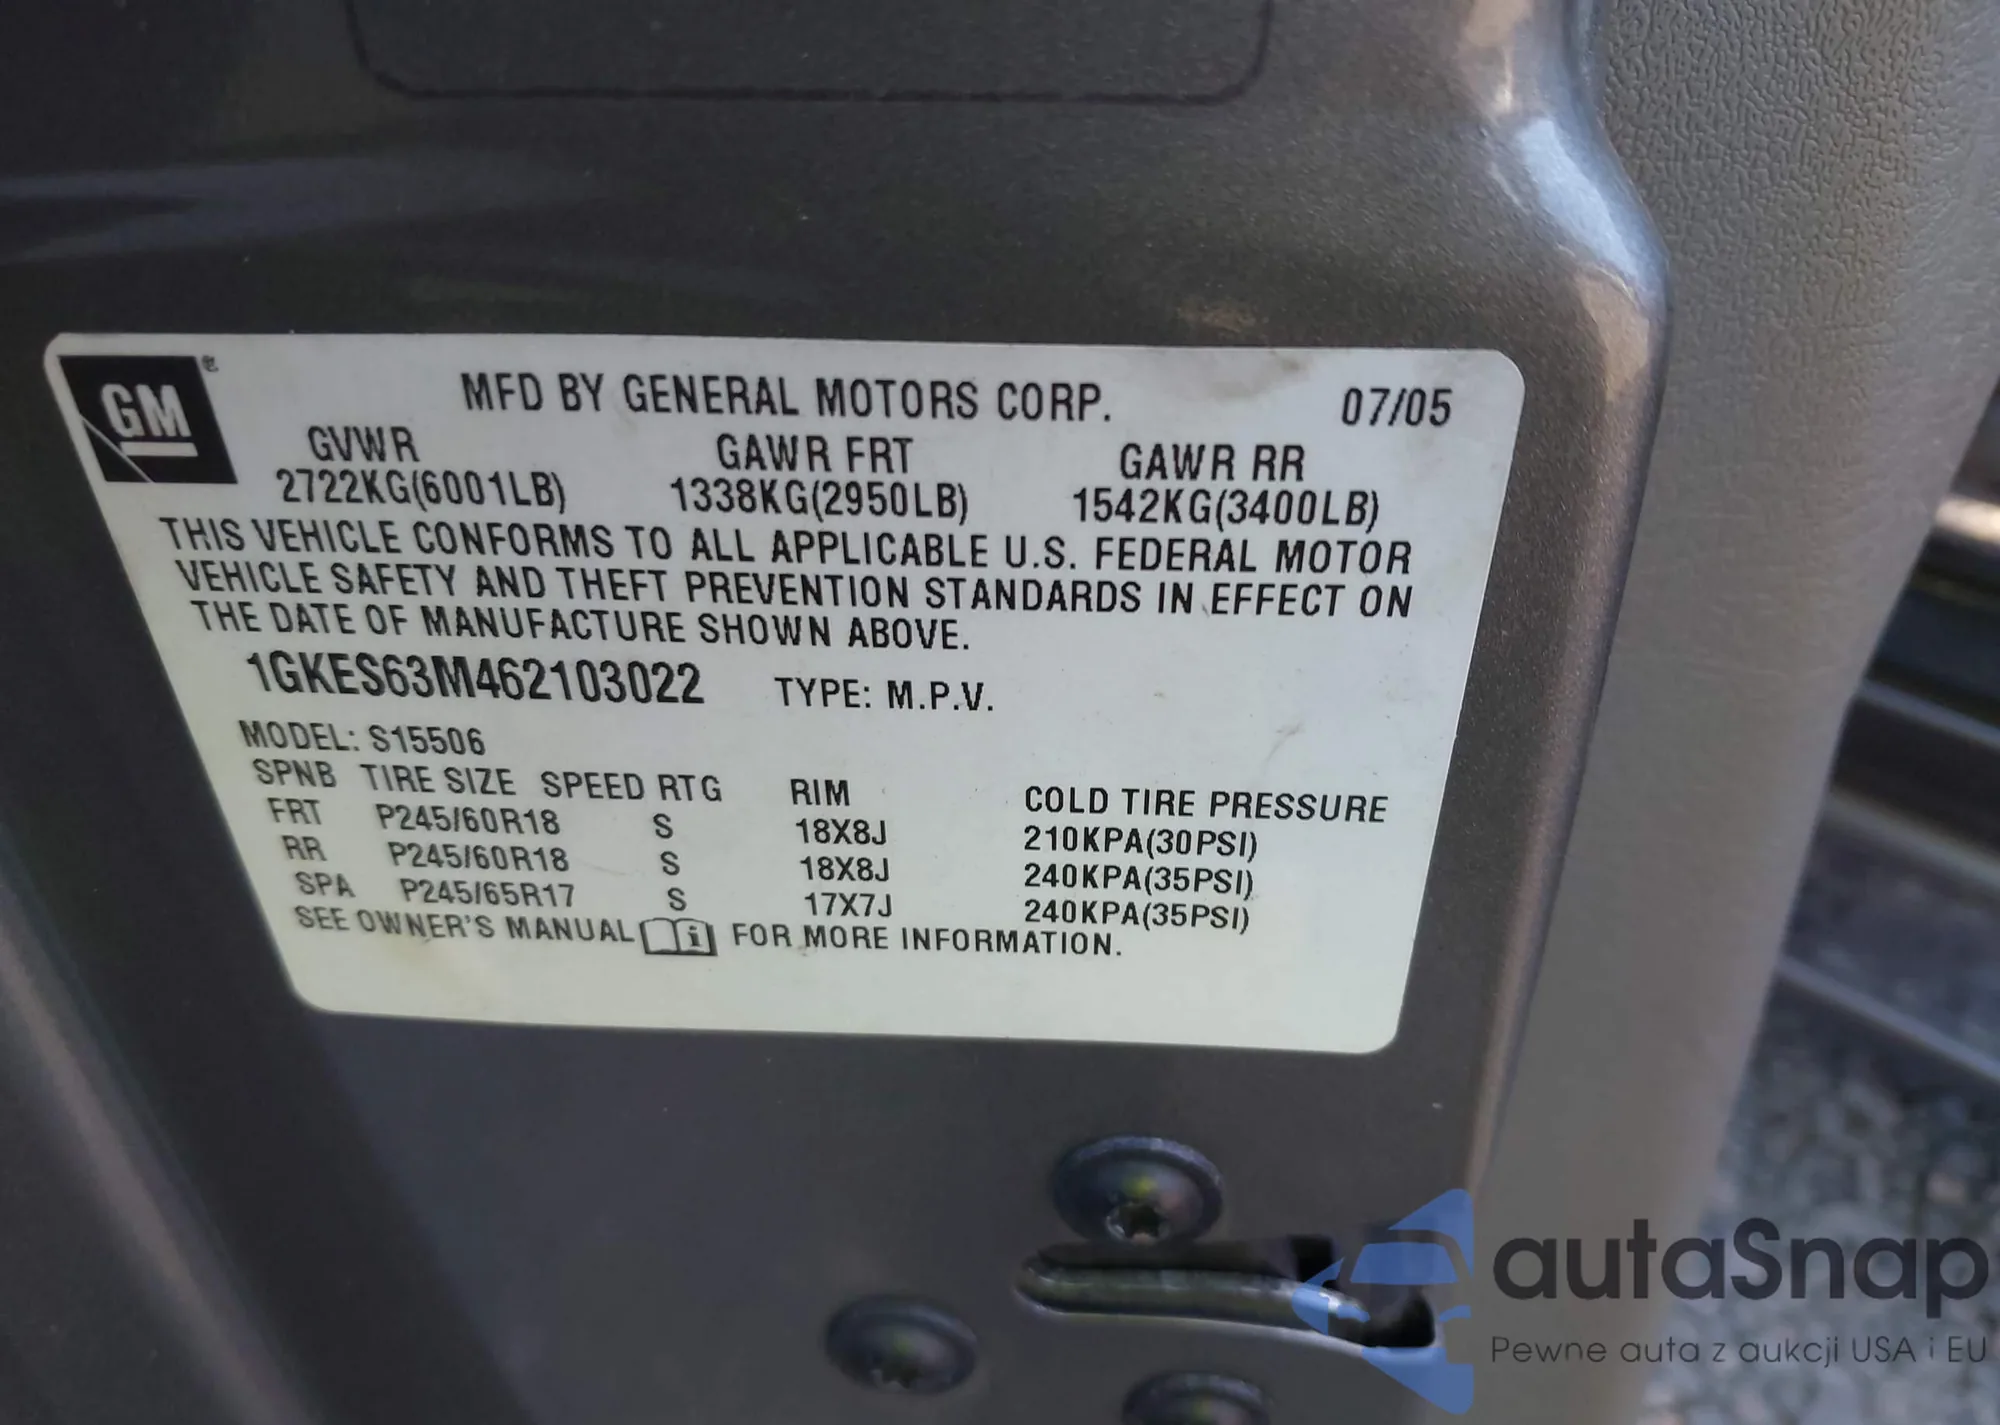 GM®
MFD BY GENERAL MOTORS CORP. 07/05
GVWR GAWR FRT GAWR RR
2722KG(6001LB) 1338KG(2950LB) 1542KG(3400LB)
THIS VEHICLE CONFORMS TO ALL APPLICABLE U.S. FEDERAL MOTOR
VEHICLE SAFETY AND THEFT PREVENTION STANDARDS IN EFFECT ON
THE DATE OF MANUFACTURE SHOWN ABOVE.
1GKES63M462103022 TYPE: M.P.V.
MODEL: S15506
SPNB TIRE SIZE SPEED RTG RIM COLD TIRE PRESSURE
FRT P245/60R18 S 18X8J 210KPA(30PSI)
RR P245/60R18 S 18X8J 240KPA(35PSI)
SPA P245/65R17 S 17X7J 240KPA(35PSI)
SEE OWNER'S MANUAL i FOR MORE INFORMATION.
autaSnap
Pewne auta z aukcji USA i EU